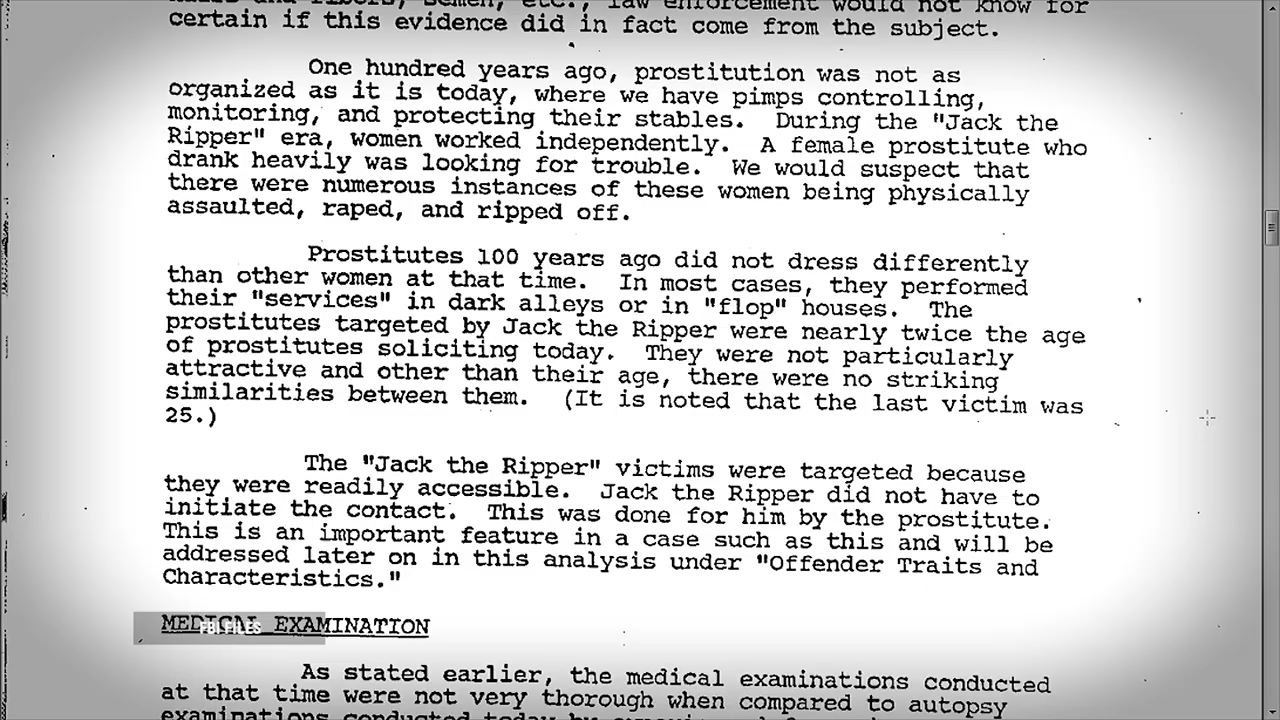 certain if this evidence did in fact come from the subject.
One hundred years ago, prostitution was not as
organized as it is today, where we have pimps controlling,
monitoring, and protecting their stables. During the "Jack the
Ripper" era, women worked independently. A female prostitute who
drank heavily was looking for trouble. We would suspect that
there were numerous instances of these women being physically
assaulted, raped, and ripped off.
Prostitutes 100 years ago did not dress differently
than other women at that time. In most cases, they performed
their "services" in dark alleys or in "flop" houses. The
prostitutes targeted by Jack the Ripper were nearly twice the age
of prostitutes soliciting today. They were not particularly
attractive and other than their age, there were no striking
similarities between them. (It is noted that the last victim was
25.)
The "Jack the Ripper" victims were targeted because
they were readily accessible. Jack the Ripper did not have to
initiate the contact. This was done for him by the prostitute.
This is an important feature in a case such as this and will be
addressed later on in this analysis under "Offender Traits and
Characteristics."
MEDICAL EXAMINATION
FBI FILES
As stated earlier, the medical examinations conducted
at that time were not very thorough when compared to autopsy